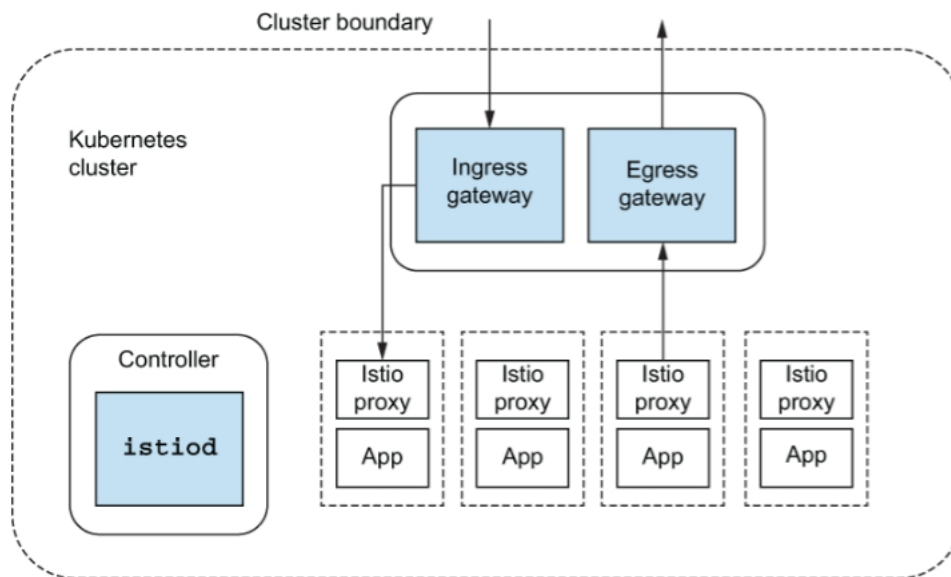 Cluster boundary
Kubernetes
cluster
Ingress
gateway
Egress
gateway
Controller
istiod
Istio
proxy
App
Istio
proxy
App
Istio
proxy
App
Istio
proxy
App